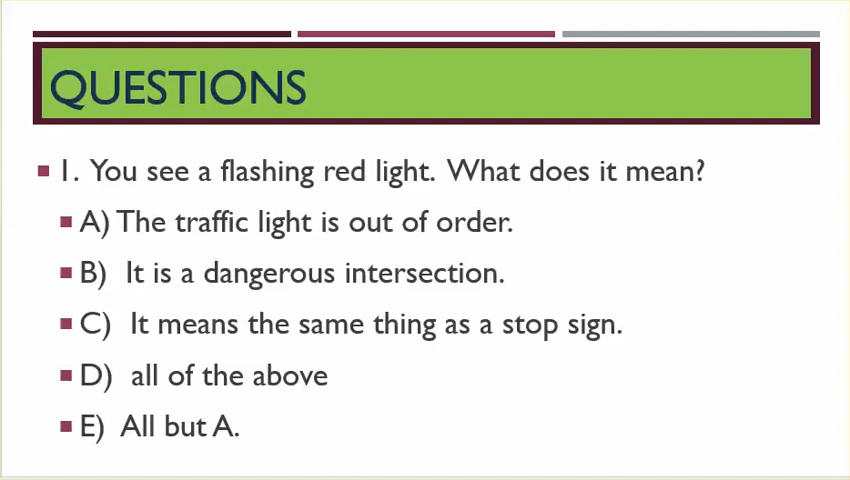 QUESTIONS
1. You see a flashing red light. What does it mean?
A) The traffic light is out of order.
B) It is a dangerous intersection.
C) It means the same thing as a stop sign.
D) all of the above
E) All but A.